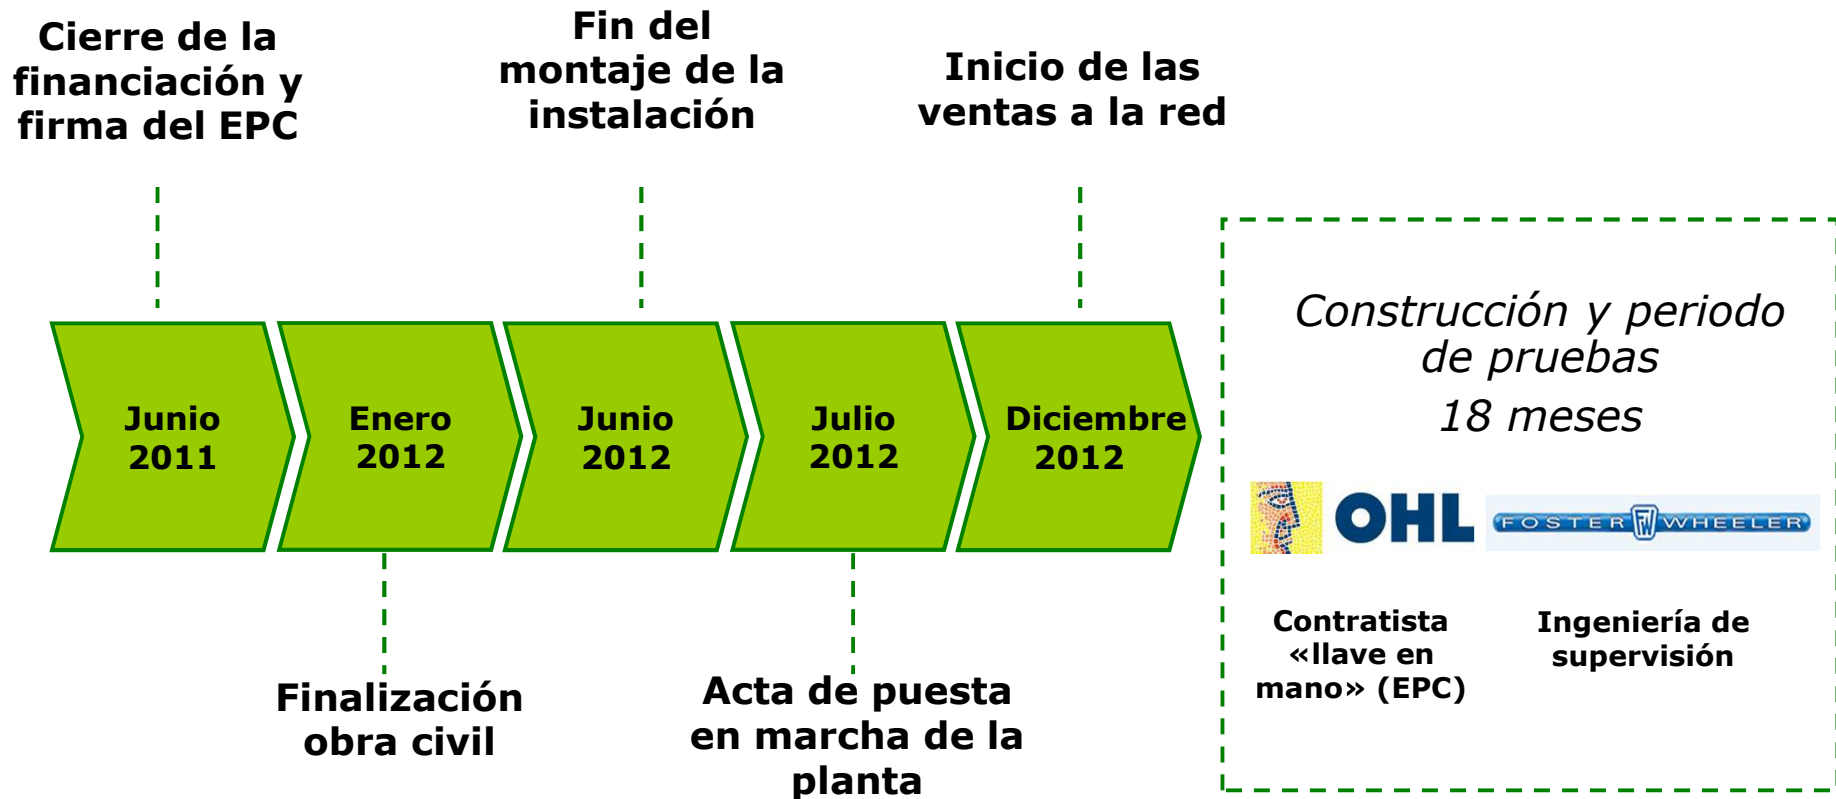 Cierre de la
financiación y
firma del EPC
Fin del
montaje de la
instalación
Inicio de las
ventas a la red
Junio
2011
Enero
2012
Junio
2012
Julio
2012
Diciembre
2012
Finalización
obra civil
Acta de puesta
en marcha de la
planta
Construcción y periodo
de pruebas
18 meses
OHL
FOSTER FW WHEELER
Contratista
«llave en
mano» (EPC)
Ingeniería de
supervisión